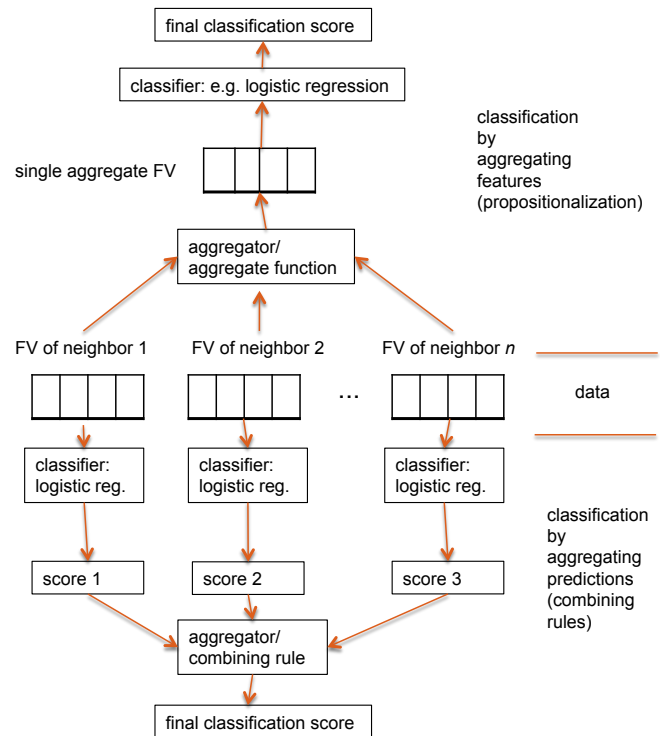 final classification score
classifier: e.g. logistic regression
classification
by
aggregating
features
(propositionalization)
single aggregate FV
aggregator/
aggregate function
FV of neighbor 1
FV of neighbor 2
FV of neighbor n
...
data
classifier:
logistic reg.
classifier:
logistic reg.
classifier:
logistic reg.
classification
by
aggregating
predictions
(combining
rules)
score 1
score 2
score 3
aggregator/
combining rule
final classification score